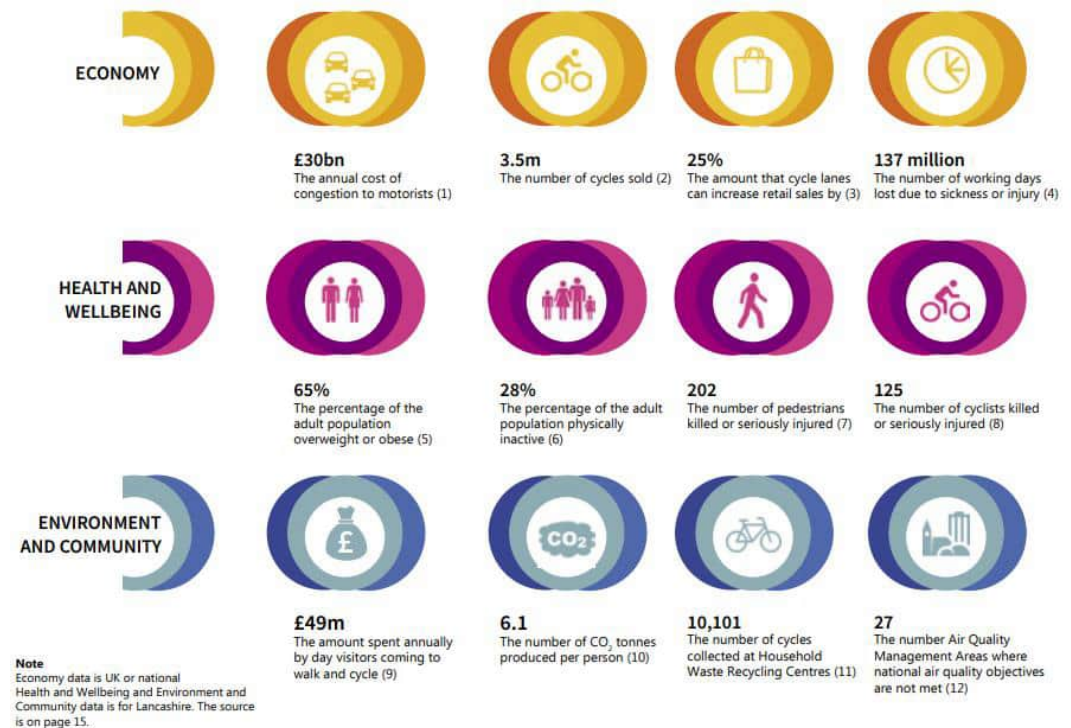 ECONOMY
£30bn
The annual cost of
congestion to motorists (1)
3.5m
The number of cycles sold (2)
25%
The amount that cycle lanes
can increase retail sales by (3)
137 million
The number of working days
lost due to sickness or injury (4)
HEALTH AND
WELLBEING
65%
The percentage of the
adult population
overweight or obese (5)
28%
The percentage of the adult
population physically
inactive (6)
202
The number of pedestrians
killed or seriously injured (7)
125
The number of cyclists killed
or seriously injured (8)
ENVIRONMENT
AND COMMUNITY
£
CO₂
£49m
The amount spent annually
by day visitors coming to
walk and cycle (9)
6.1
The number of CO₂ tonnes
produced per person (10)
10,101
The number of cycles
collected at Household
Waste Recycling Centres (11)
27
The number Air Quality
Management Areas where
national air quality objectives
are not met (12)
Note
Economy data is UK or national
Health and Wellbeing and Environment and
Community data is for Lancashire. The source
is on page 15.